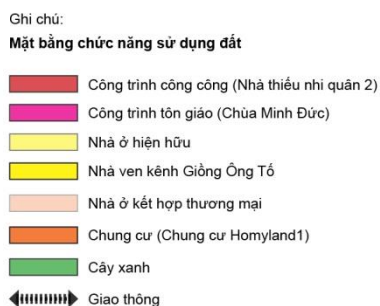 Ghi chú:
Mặt bằng chức năng sử dụng đất
Công trình công công (Nhà thiếu nhi quân 2)
Công trình tôn giáo (Chùa Minh Đức)
Nhà ở hiện hữu
Nhà ven kênh Giồng Ông Tố
Nhà ở kết hợp thương mại
Chung cư (Chung cư Homyland1)
Cây xanh
Giao thông